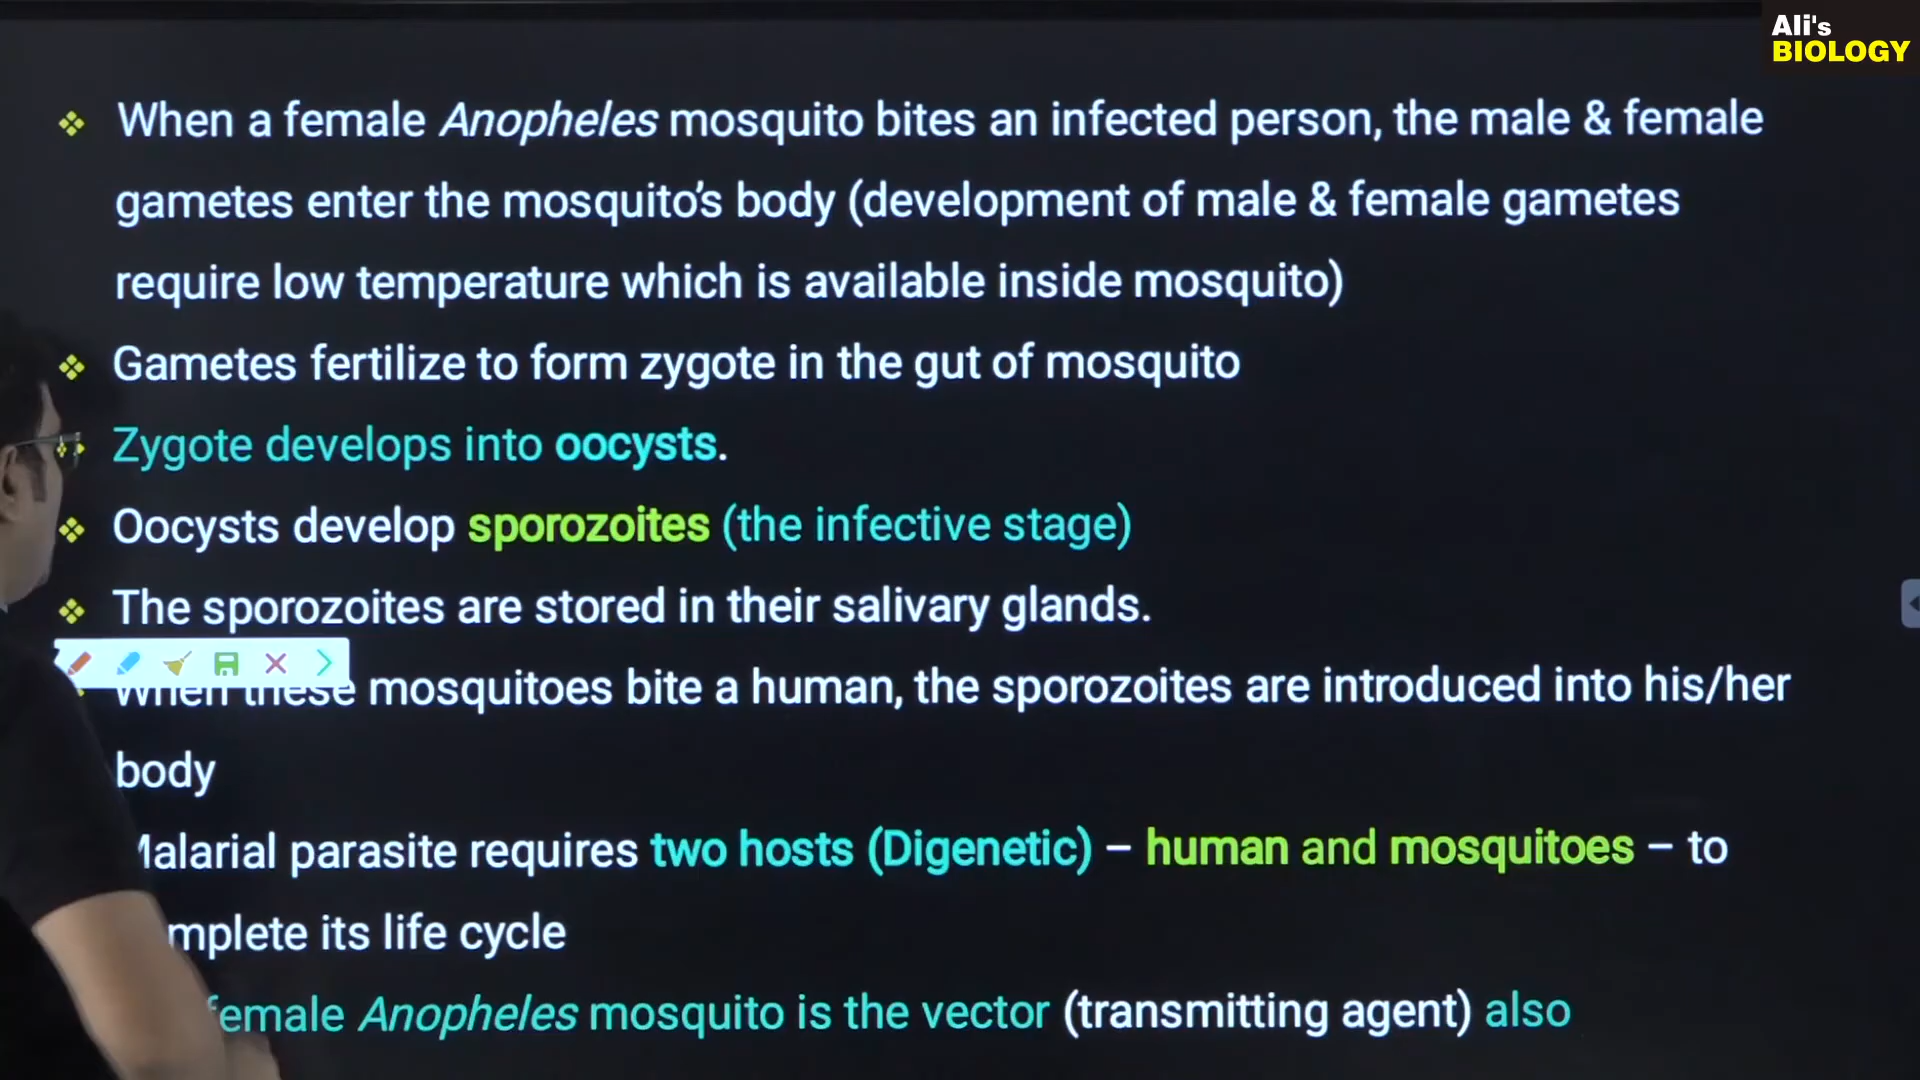 Ali's
BIOLOGY
When a female Anopheles mosquito bites an infected person, the male & female
gametes enter the mosquito's body (development of male & female gametes
require low temperature which is available inside mosquito)
Gametes fertilize to form zygote in the gut of mosquito
Zygote develops into oocysts.
Oocysts develop sporozoites (the infective stage)
The sporozoites are stored in their salivary glands.
When these mosquitoes bite a human, the sporozoites are introduced into his/her
body
Malarial parasite requires two hosts (Digenetic) – human and mosquitoes – to
mplete its life cycle
female Anopheles mosquito is the vector (transmitting agent) also